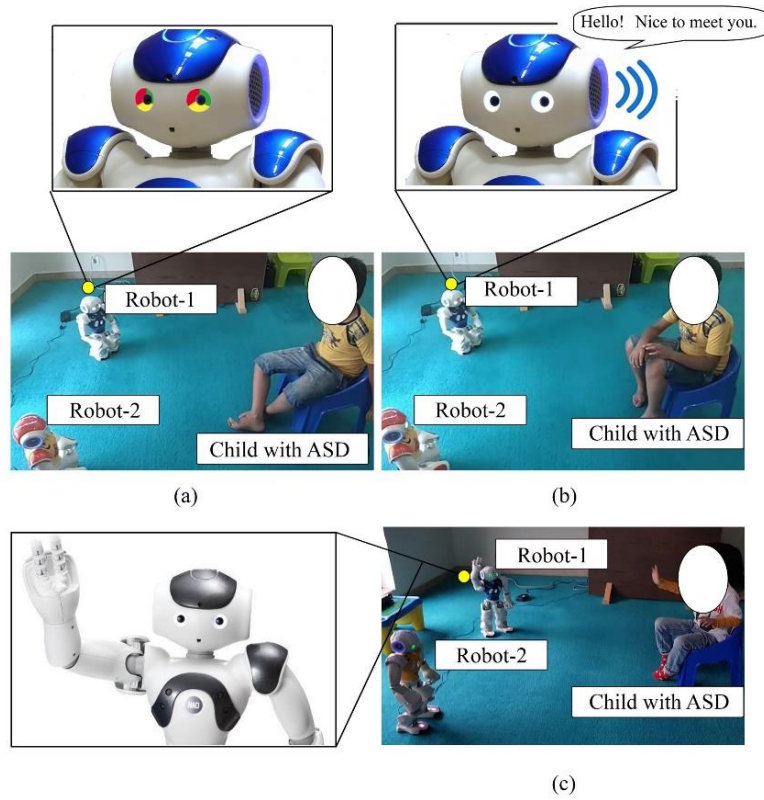 Hello! Nice to meet you.
Robot-1
Robot-2
Child with ASD
(a)
Robot-1
Robot-2
Child with ASD
(b)
NAO
Robot-1
Robot-2
Child with ASD
(c)